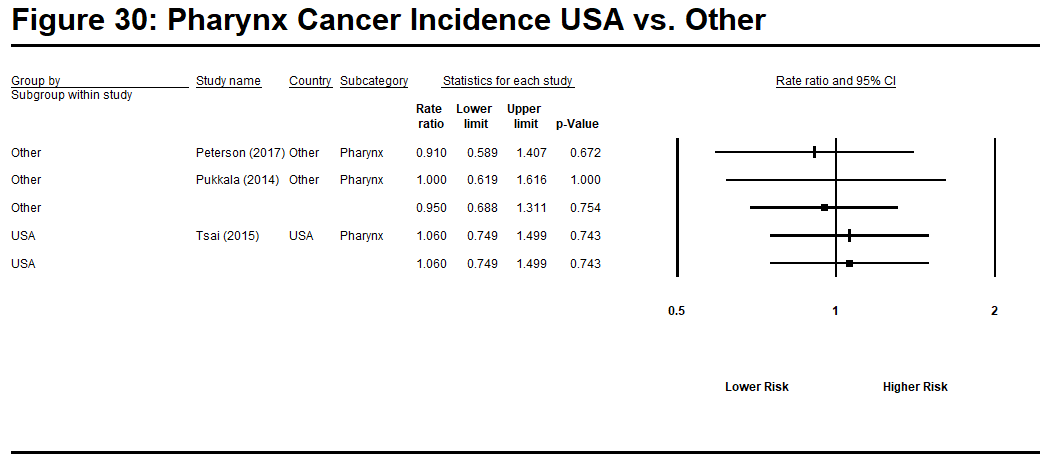 Figure 30: Pharynx Cancer Incidence USA vs. Other
Group by Study name Country Subcategory Statistics for each study Rate ratio and 95% CI
Subgroup within study
Rate Lower Upper
ratio limit limit p-Value
Other Peterson (2017) Other Pharynx 0.910 0.589 1.407 0.672
Other Pukkala (2014) Other Pharynx 1.000 0.619 1.616 1.000
Other 0.950 0.688 1.311 0.754
USA Tsai (2015) USA Pharynx 1.060 0.749 1.499 0.743
USA 1.060 0.749 1.499 0.743
0.5 1 2
Lower Risk Higher Risk